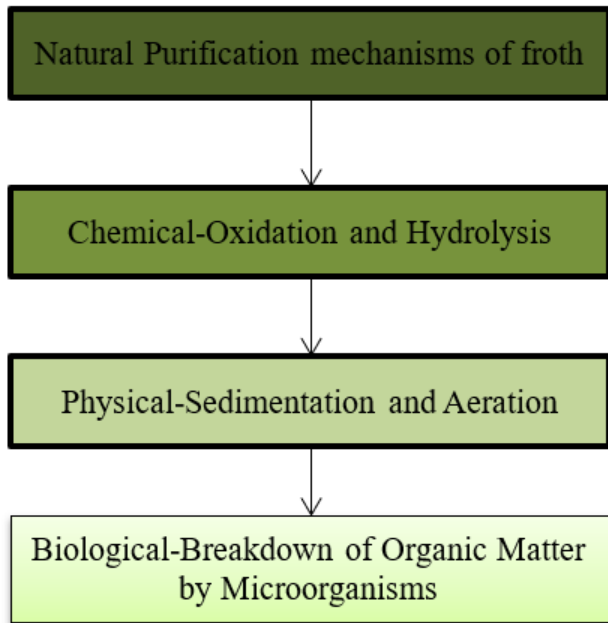 Natural Purification mechanisms of froth
Chemical-Oxidation and Hydrolysis
Physical-Sedimentation and Aeration
Biological-Breakdown of Organic Matter
by Microorganisms